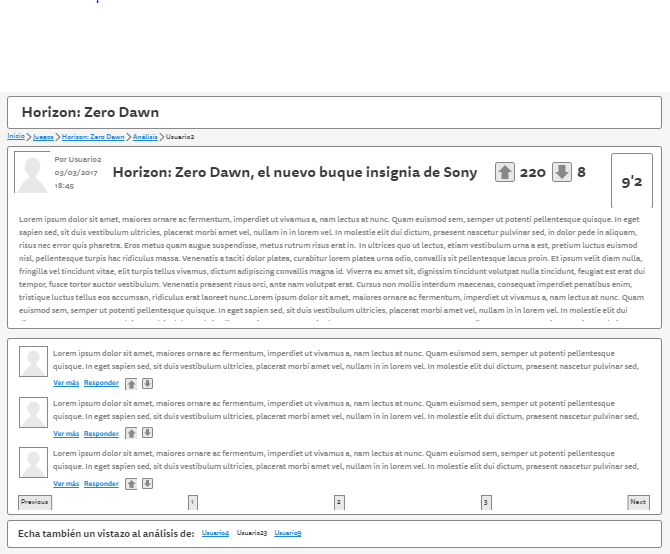 Horizon: Zero Dawn
Inicio > Juegos > Horizon: Zero Dawn > Análisis > Usuario2
Por Usuario2
03/03/2017
18:45
Horizon: Zero Dawn, el nuevo buque insignia de Sony
220
8
9'2
Lorem ipsum dolor sit amet, maiores ornare ac fermentum, imperdiet ut vivamus a, nam lectus at nunc. Quam euismod sem, semper ut potenti pellentesque quisque. In eget
sapien sed, sit duis vestibulum ultricies, placerat morbi amet vel, nullam in in lorem vel. In molestie elit dui dictum, praesent nascetur pulvinar sed, in dolor pede in aliquam,
risus nec error quis pharetra. Eros metus quam augue suspendisse, metus rutrum risus erat in. In ultrices quo ut lectus, etiam vestibulum urna a est, pretium luctus euismod
nisl, pellentesque turpis hac ridiculus massa. Venenatis a taciti dolor platea, curabitur lorem platea urna odio, convallis sit pellentesque lacus proin. Et ipsum velit diam nulla,
fringilla vel tincidunt vitae, elit turpis tellus vivamus, dictum adipiscing convallis magna id. Viverra eu amet sit, dignissim tincidunt volutpat nulla tincidunt, feugiat est erat dui
tempor, fusce tortor auctor vestibulum. Venenatis praesent risus orci, ante nam volutpat erat. Cursus non mollis interdum maecenas, consequat imperdiet penatibus enim,
tristique luctus tellus eos accumsan, ridiculus erat laoreet nunc.Lorem ipsum dolor sit amet, maiores ornare ac fermentum, imperdiet ut vivamus a, nam lectus at nunc. Quam
euismod sem, semper ut potenti pellentesque quisque. In eget sapien sed, sit duis vestibulum ultricies, placerat morbi amet vel, nullam in in lorem vel. In molestie elit dui
Lorem ipsum dolor sit amet, maiores ornare ac fermentum, imperdiet ut vivamus a, nam lectus at nunc. Quam euismod sem, semper ut potenti pellentesque
quisque. In eget sapien sed, sit duis vestibulum ultricies, placerat morbi amet vel, nullam in in lorem vel. In molestie elit dui dictum, praesent nascetur pulvinar sed,
Ver más Responder
Lorem ipsum dolor sit amet, maiores ornare ac fermentum, imperdiet ut vivamus a, nam lectus at nunc. Quam euismod sem, semper ut potenti pellentesque
quisque. In eget sapien sed, sit duis vestibulum ultricies, placerat morbi amet vel, nullam in in lorem vel. In molestie elit dui dictum, praesent nascetur pulvinar sed,
Ver más Responder
Lorem ipsum dolor sit amet, maiores ornare ac fermentum, imperdiet ut vivamus a, nam lectus at nunc. Quam euismod sem, semper ut potenti pellentesque
quisque. In eget sapien sed, sit duis vestibulum ultricies, placerat morbi amet vel, nullam in in lorem vel. In molestie elit dui dictum, praesent nascetur pulvinar sed,
Ver más Responder
Previous 1 2 3 Next
Echa también un vistazo al análisis de: Usuario4 Usuario23 Usuario9